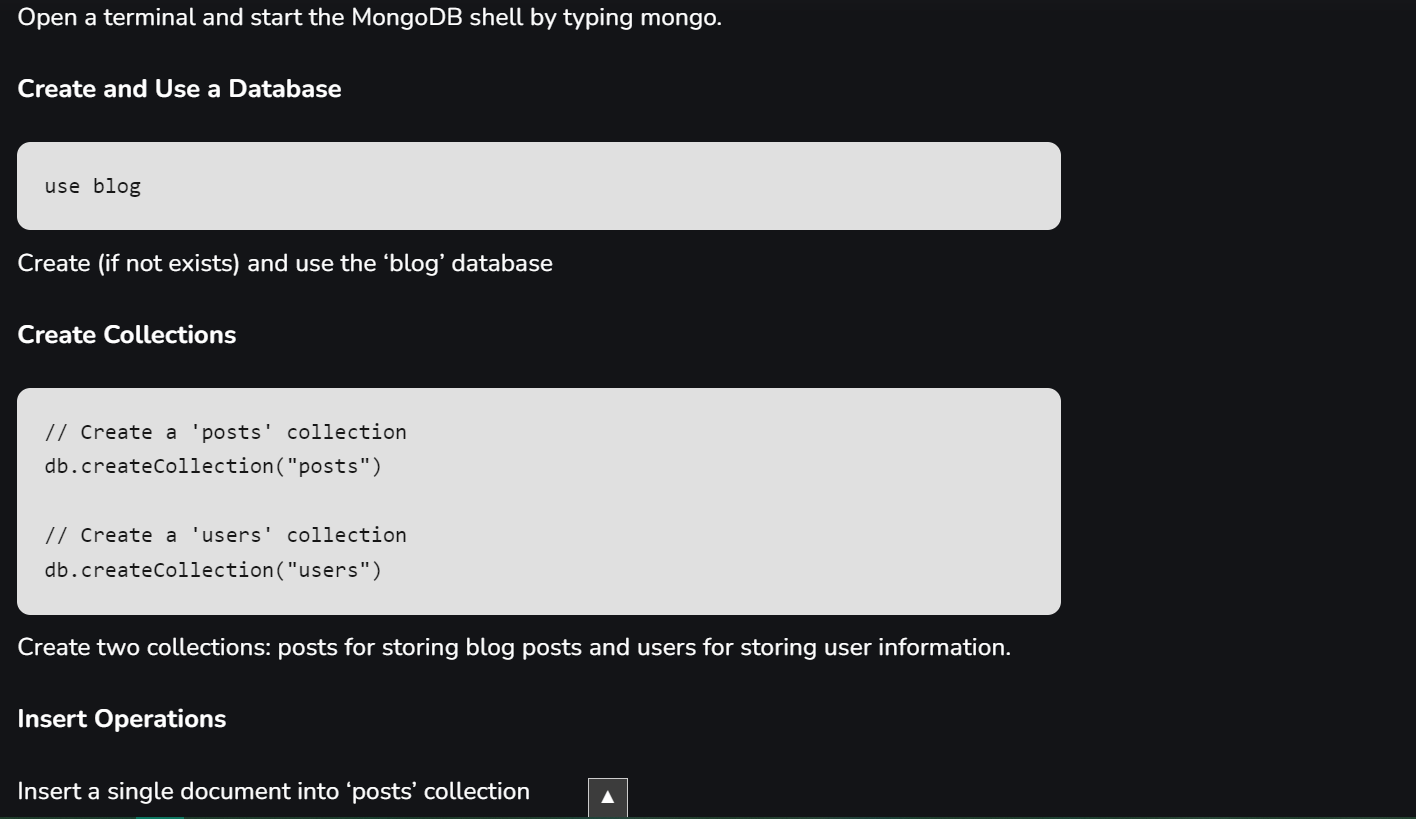 Open a terminal and start the MongoDB shell by typing mongo.
Create and Use a Database
use blog
Create (if not exists) and use the ‘blog’ database
Create Collections
// Create a 'posts' collection
db.createCollection("posts")
// Create a 'users' collection
db.createCollection("users")
Create two collections: posts for storing blog posts and users for storing user information.
Insert Operations
Insert a single document into ‘posts’ collection